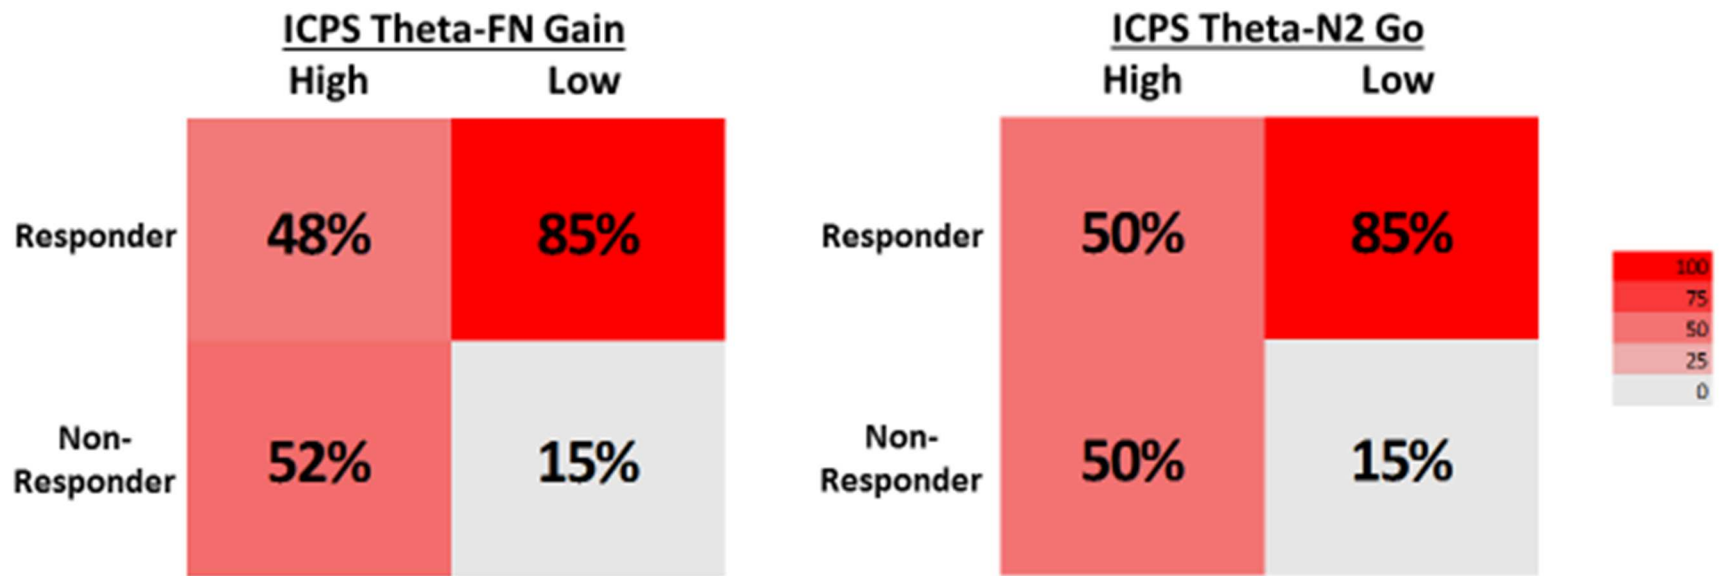 ICPS Theta-FN Gain
High Low
Responder 48% 85%
Non-
Responder 52% 15%
ICPS Theta-N2 Go
High Low
Responder 50% 85%
Non-
Responder 50% 15%
100
75
50
25
0